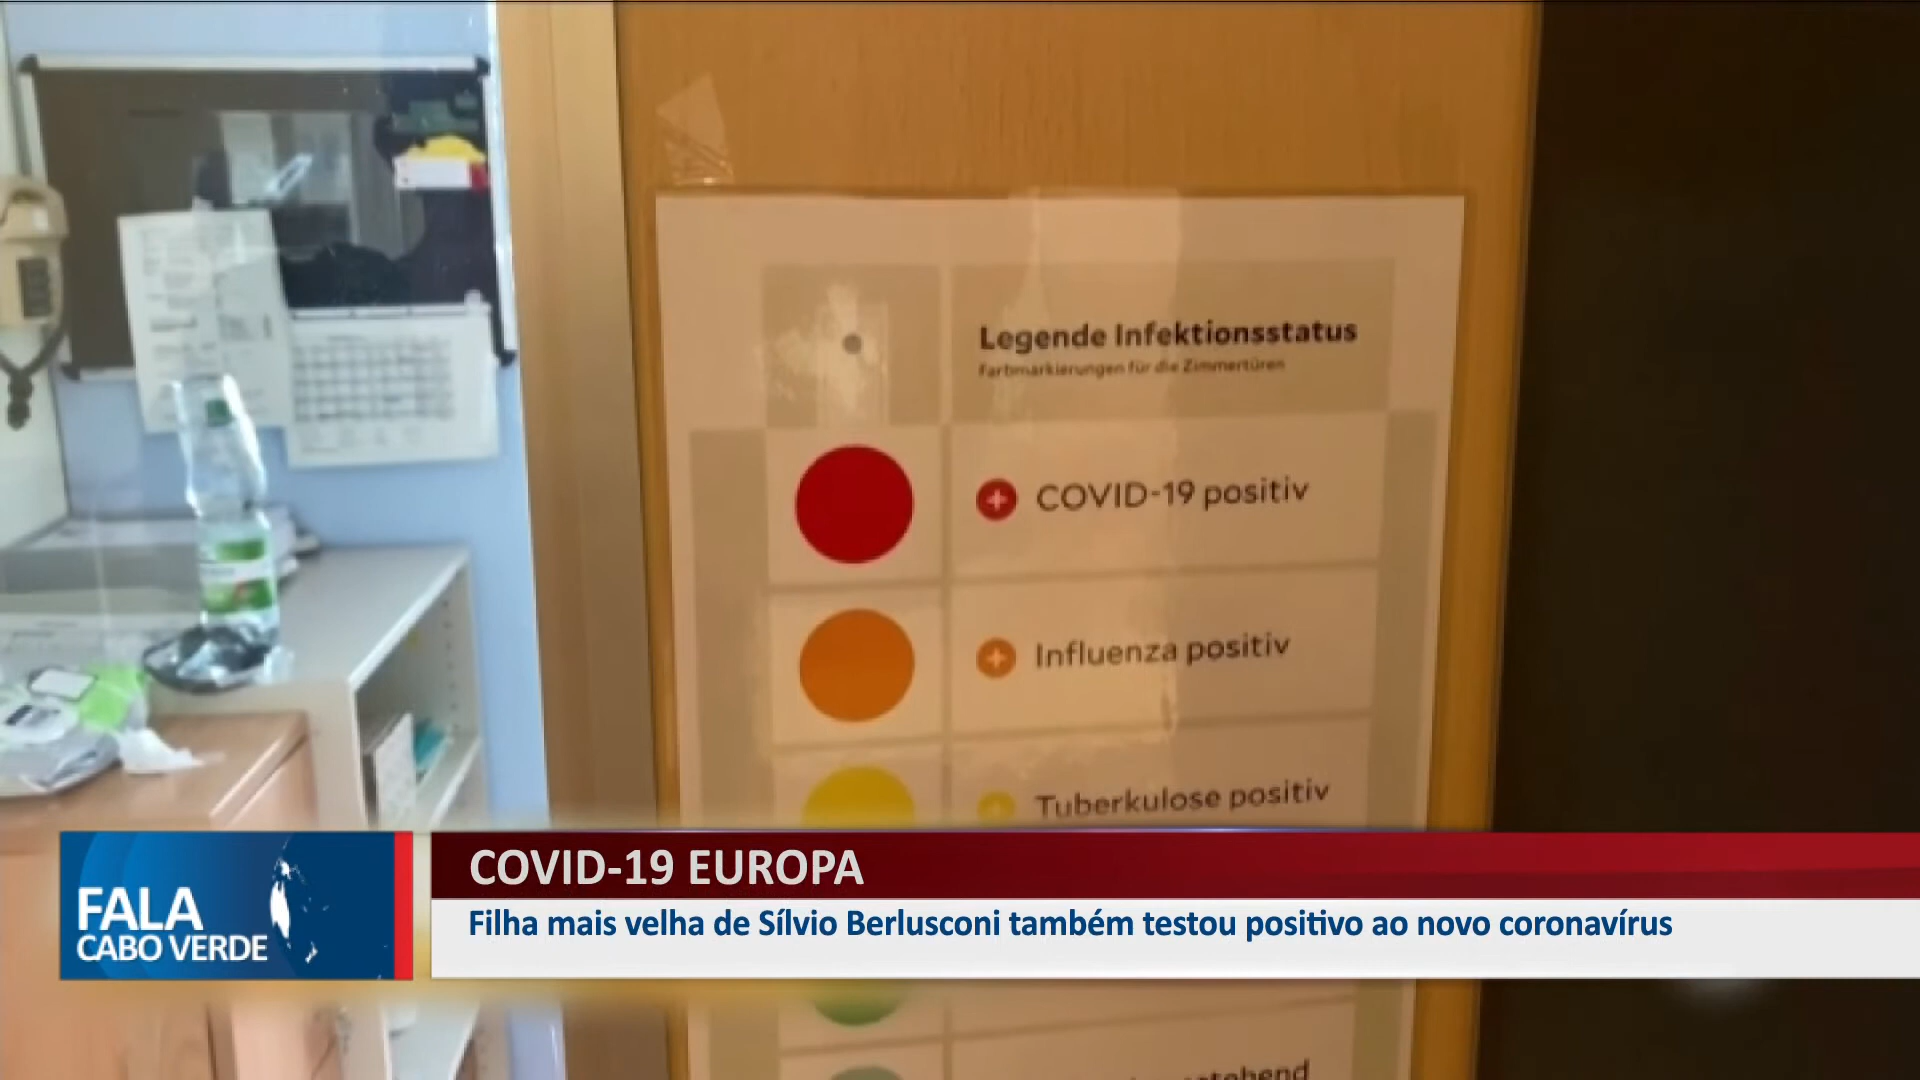 Legende Infektionsstatus
Farbmarkierungen für die Zimmertüren
COVID-19 positiv
Influenza positiv
Tuberkulose positiv
COVID-19 EUROPA
Filha mais velha de Sílvio Berlusconi também testou positivo ao novo coronavírus
FALA
CABO VERDE